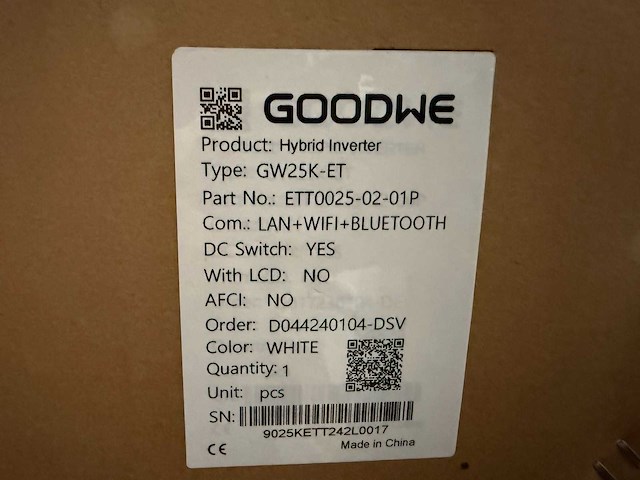 GOODWE
Product: Hybrid Inverter
Type: GW25K-ET
Part No.: ETT0025-02-01P
Com.: LAN+WIFI+BLUETOOTH
DC Switch: YES
With LCD: NO
AFCI: NO
Order: D044240104-DSV
Color: WHITE
Quantity: 1
Unit: pcs
SN:
9025KETT242L0017
CE Made in China